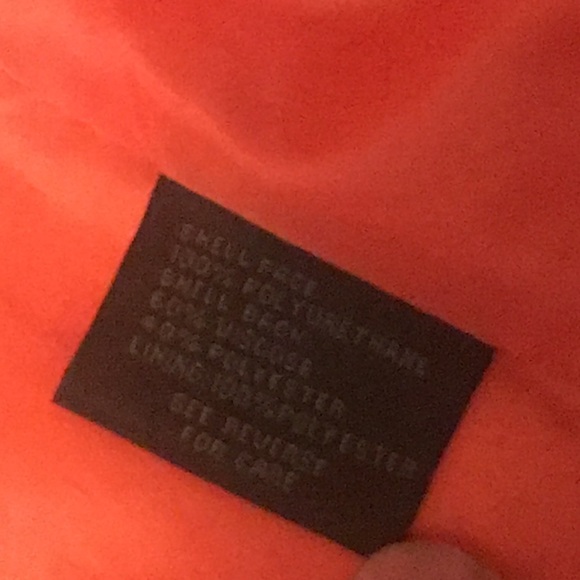 SHELL FACE
100% POLYURETHANE
SHELL BACK
60% VISCOSE
40% POLYESTER
LINING:100%POLYESTER
SEE REVERSE
FOR CARE